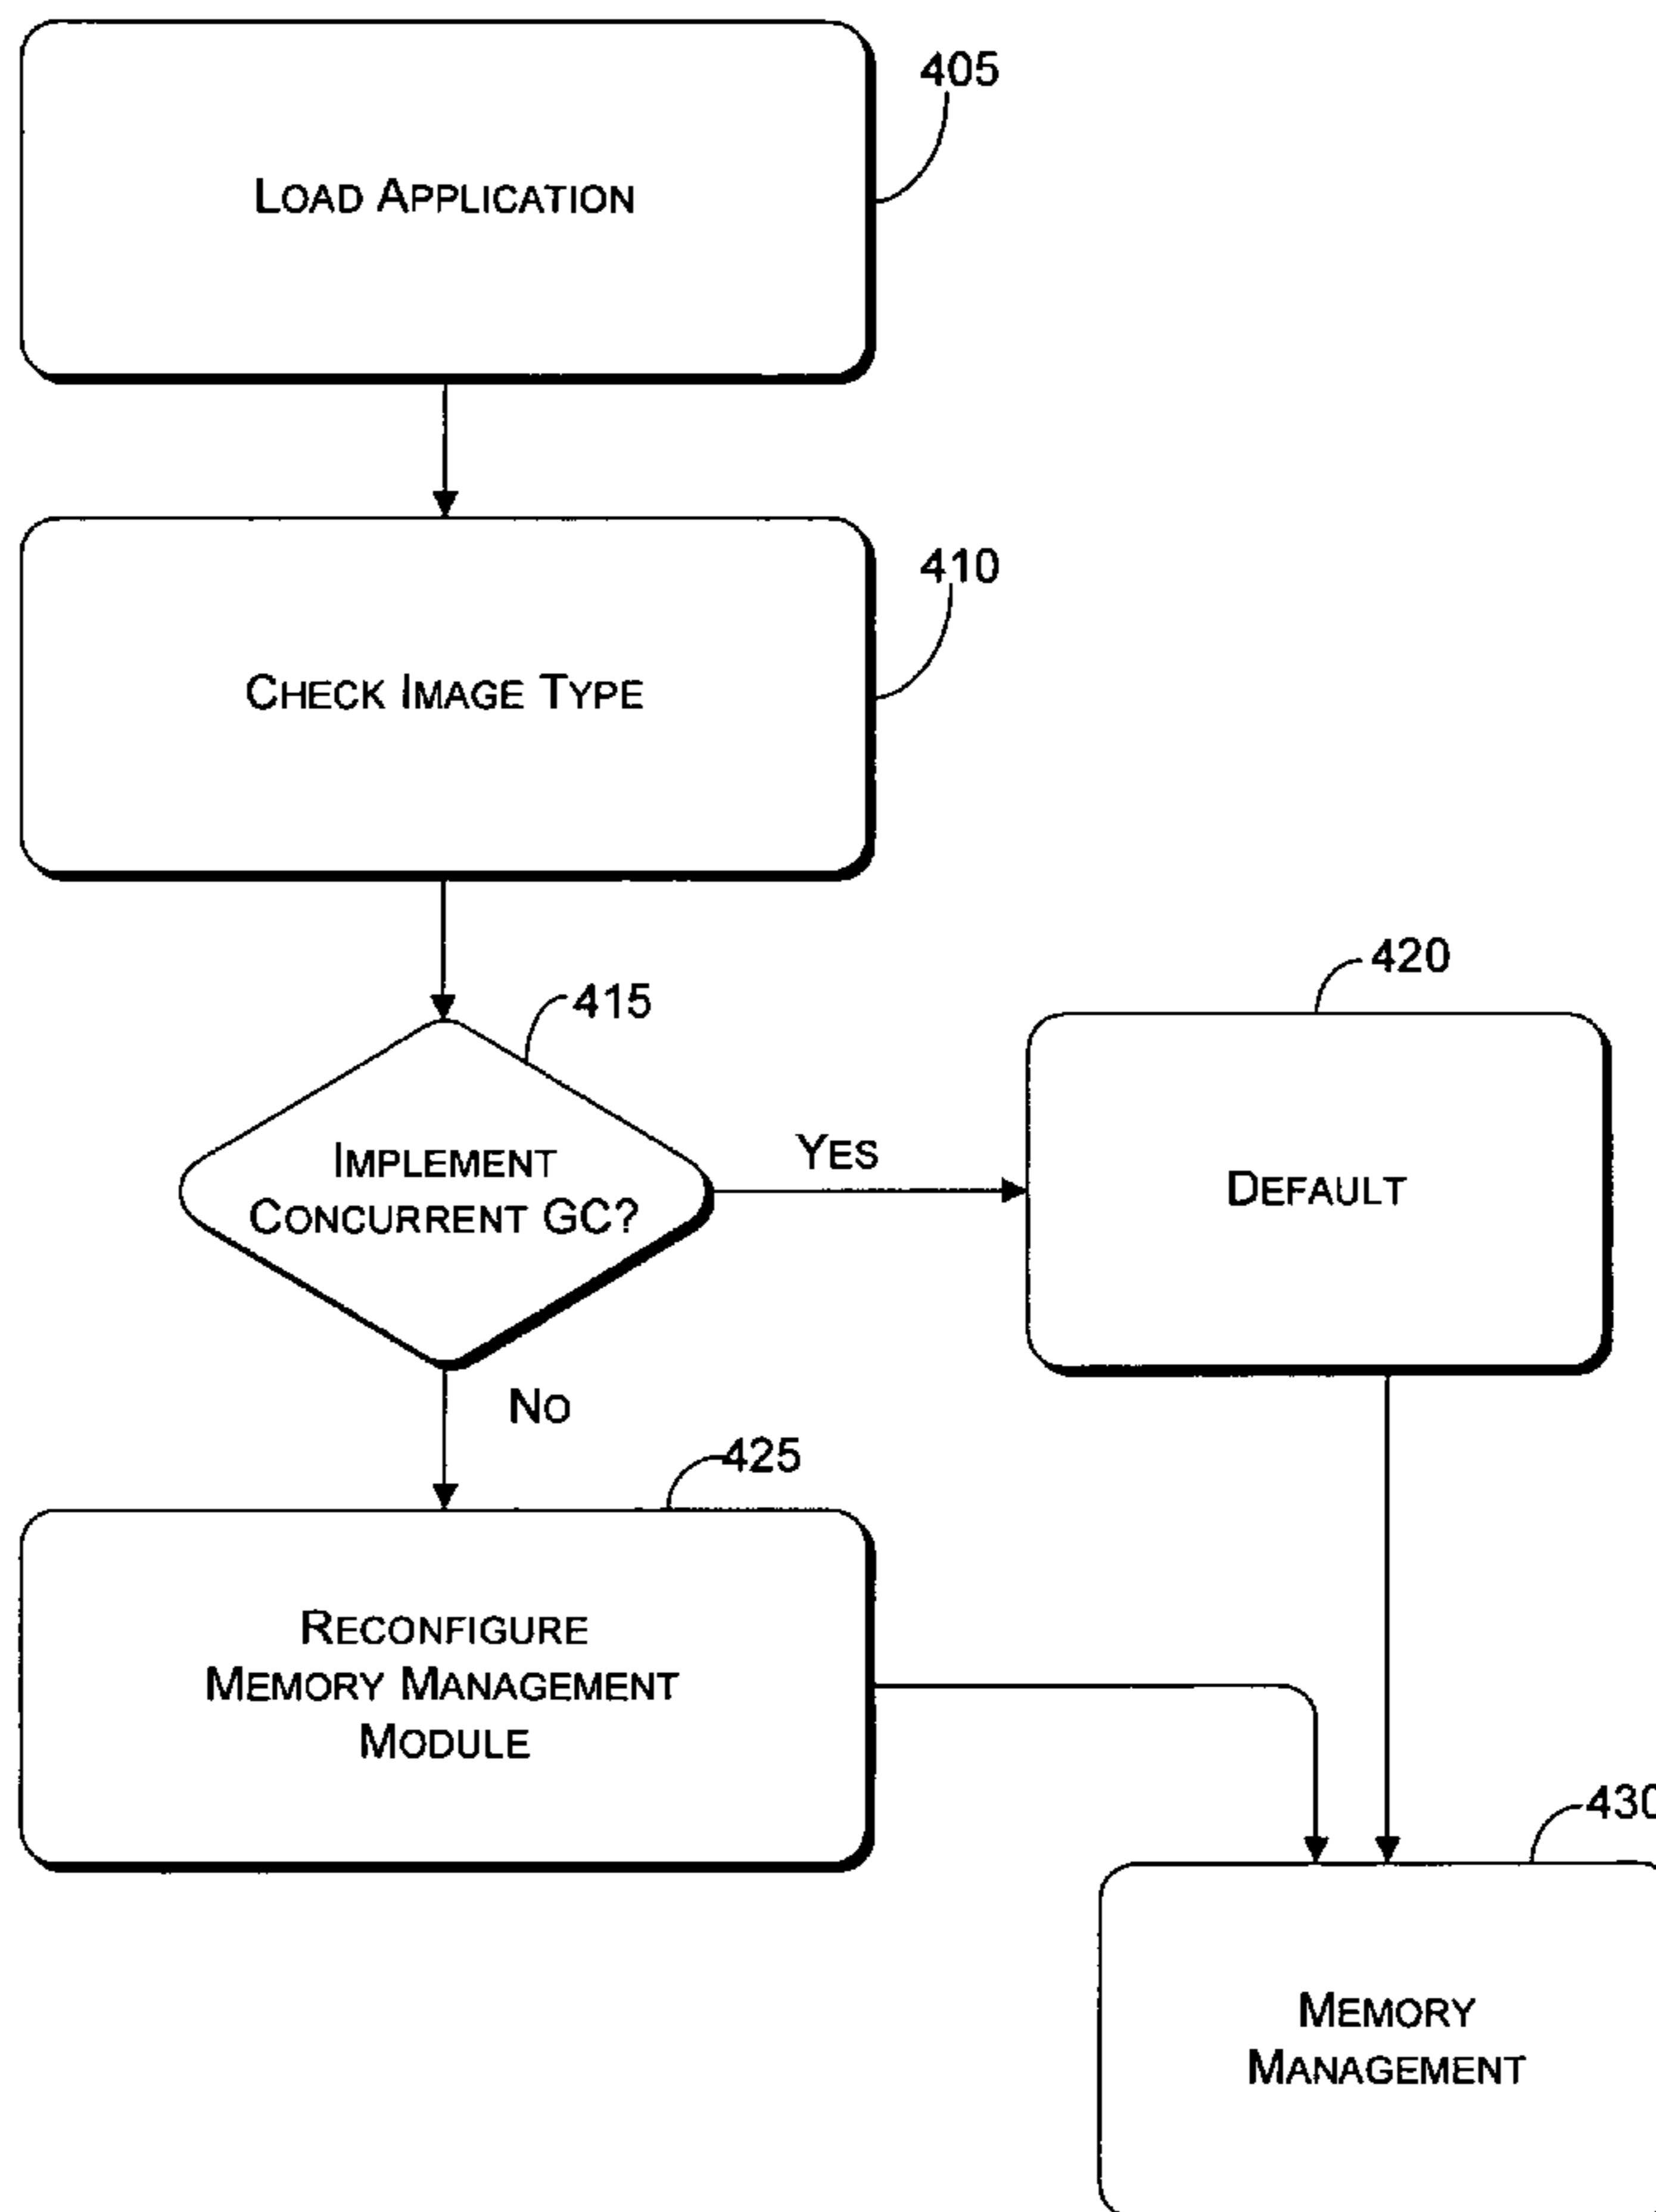 405
LOAD APPLICATION
410
CHECK IMAGE TYPE
415
IMPLEMENT
CONCURRENT GC?
YES
420
DEFAULT
NO
425
RECONFIGURE
MEMORY MANAGEMENT
MODULE
430
MEMORY
MANAGEMENT